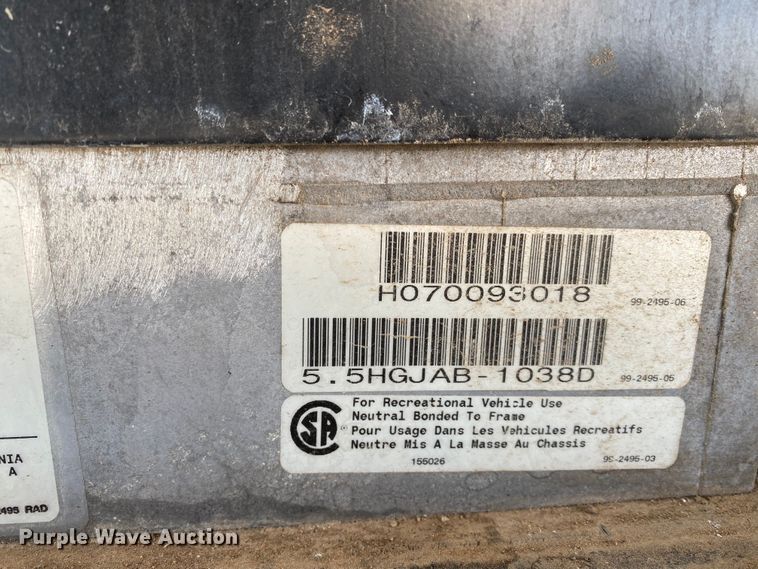 H070093018
99-2495-06
5.5HGJAB-1038D
99-2495-05
CSA
For Recreational Vehicle Use
Neutral Bonded To Frame
Pour Usage Dans Les Vehicules Recreatifs
Neutre Mis A La Masse Au Chassis
155026
99-2495-03
NIA
A
2495 RAD
Purple Wave Auction